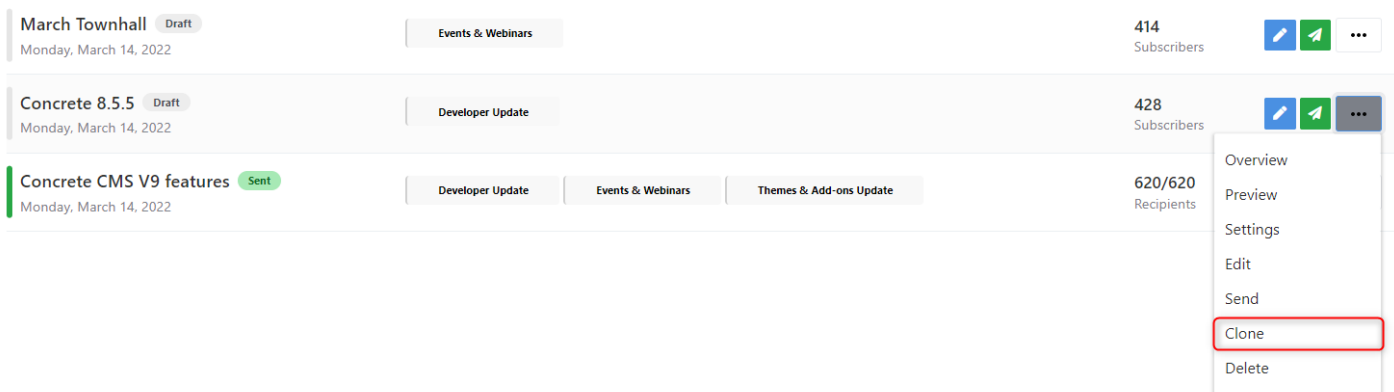 March Townhall Draft
Monday, March 14, 2022
Events & Webinars
414
Subscribers
Concrete 8.5.5 Draft
Monday, March 14, 2022
Developer Update
428
Subscribers
Concrete CMS V9 features Sent
Monday, March 14, 2022
Developer Update
Events & Webinars
Themes & Add-ons Update
620/620
Recipients
Overview
Preview
Settings
Edit
Send
Clone
Delete